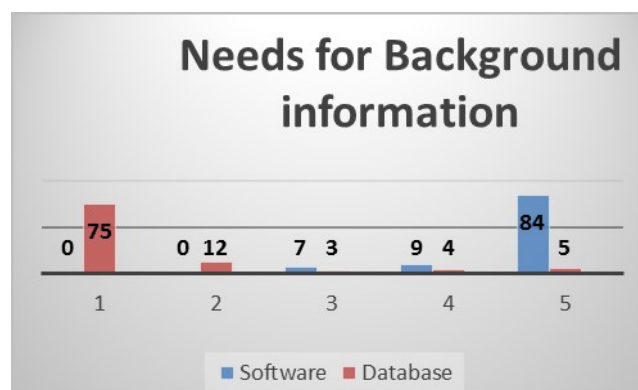 Needs for Background
information
0 75 0 12 7 3 9 4 84 5
1 2 3 4 5
Software Database